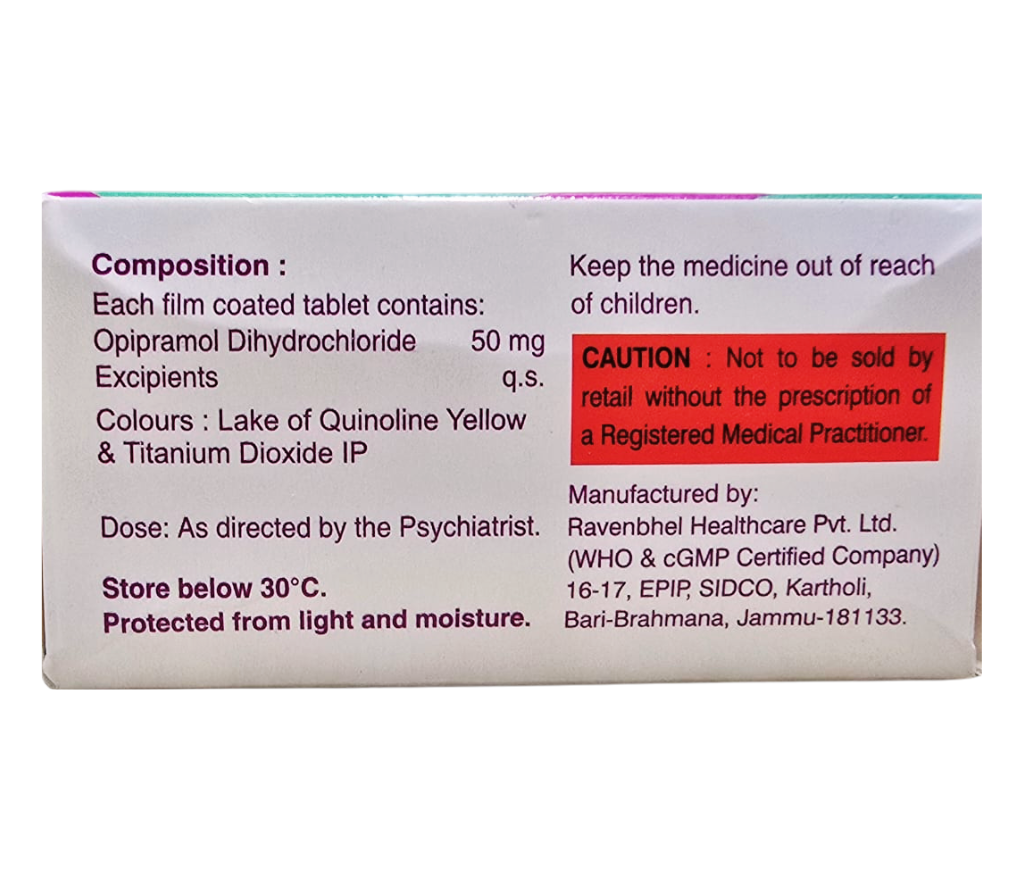 Composition :
Each film coated tablet contains:
Opipramol Dihydrochloride 50 mg
Excipients q.s.
Colours : Lake of Quinoline Yellow
& Titanium Dioxide IP
Dose: As directed by the Psychiatrist.
Store below 30°C.
Protected from light and moisture.
Keep the medicine out of reach
of children.
CAUTION : Not to be sold by
retail without the prescription of
a Registered Medical Practitioner.
Manufactured by:
Ravenbhel Healthcare Pvt. Ltd.
(WHO & cGMP Certified Company)
16-17, EPIP, SIDCO, Kartholi,
Bari-Brahmana, Jammu-181133.